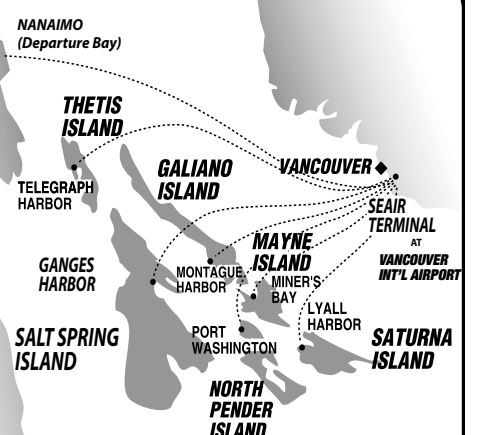 NANAIMO
(Departure Bay)
THETIS
ISLAND
TELEGRAPH
HARBOR
GALIANO
ISLAND
VANCOUVER
SEAIR
TERMINAL
AT
VANCOUVER
INT'L AIRPORT
MAYNE
ISLAND
GANGES
HARBOR
MONTAGUE
HARBOR
MINER'S
BAY
LYALL
HARBOR
SALT SPRING
ISLAND
PORT
WASHINGTON
SATURNA
ISLAND
NORTH
PENDER
ISLAND